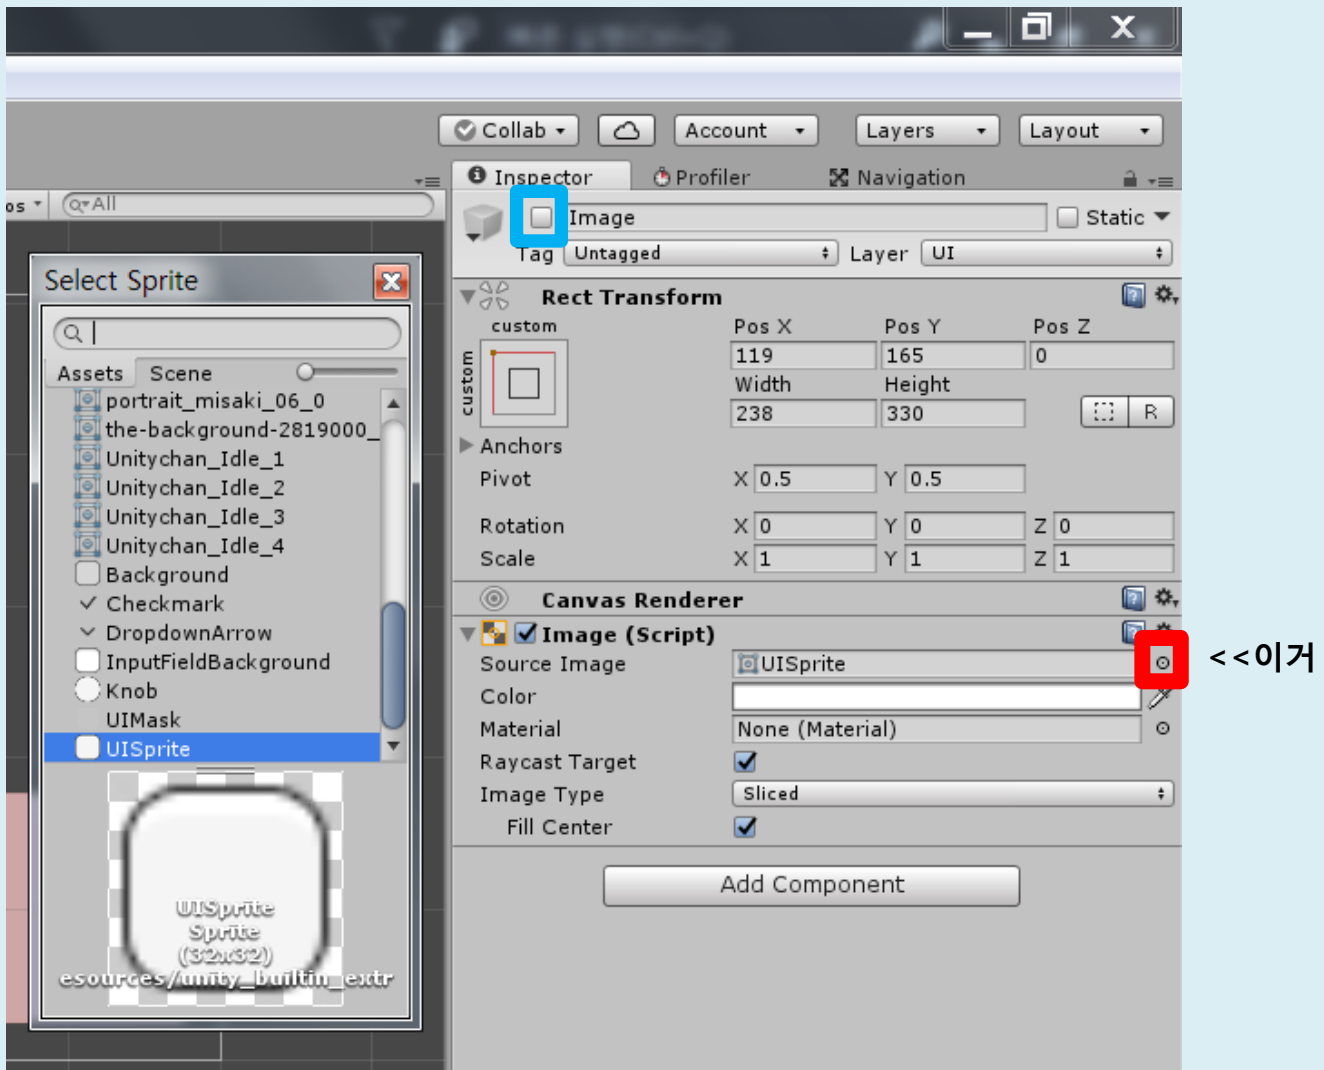 Collab
Account
Layers
Layout
Inspector
Profiler
Navigation
os
All
Image
Static
Tag
Untagged
Layer
UI
Select Sprite
Assets
Scene
portrait_misaki_06_0
the-background-2819000_
Unitychan_Idle_1
Unitychan_Idle_2
Unitychan_Idle_3
Unitychan_Idle_4
Background
Checkmark
DropdownArrow
InputFieldBackground
Knob
UIMask
UISprite
UISprite
Sprite
(32x32)
esources/unity_builtin_extr
Rect Transform
custom
custom
Pos X
Pos Y
Pos Z
119
165
0
Width
Height
238
330
R
Anchors
Pivot
X 0.5
Y 0.5
Rotation
X 0
Y 0
Z 0
Scale
X 1
Y 1
Z 1
Canvas Renderer
Image (Script)
Source Image
UISprite
<<이거
Color
Material
None (Material)
Raycast Target
Image Type
Sliced
Fill Center
Add Component